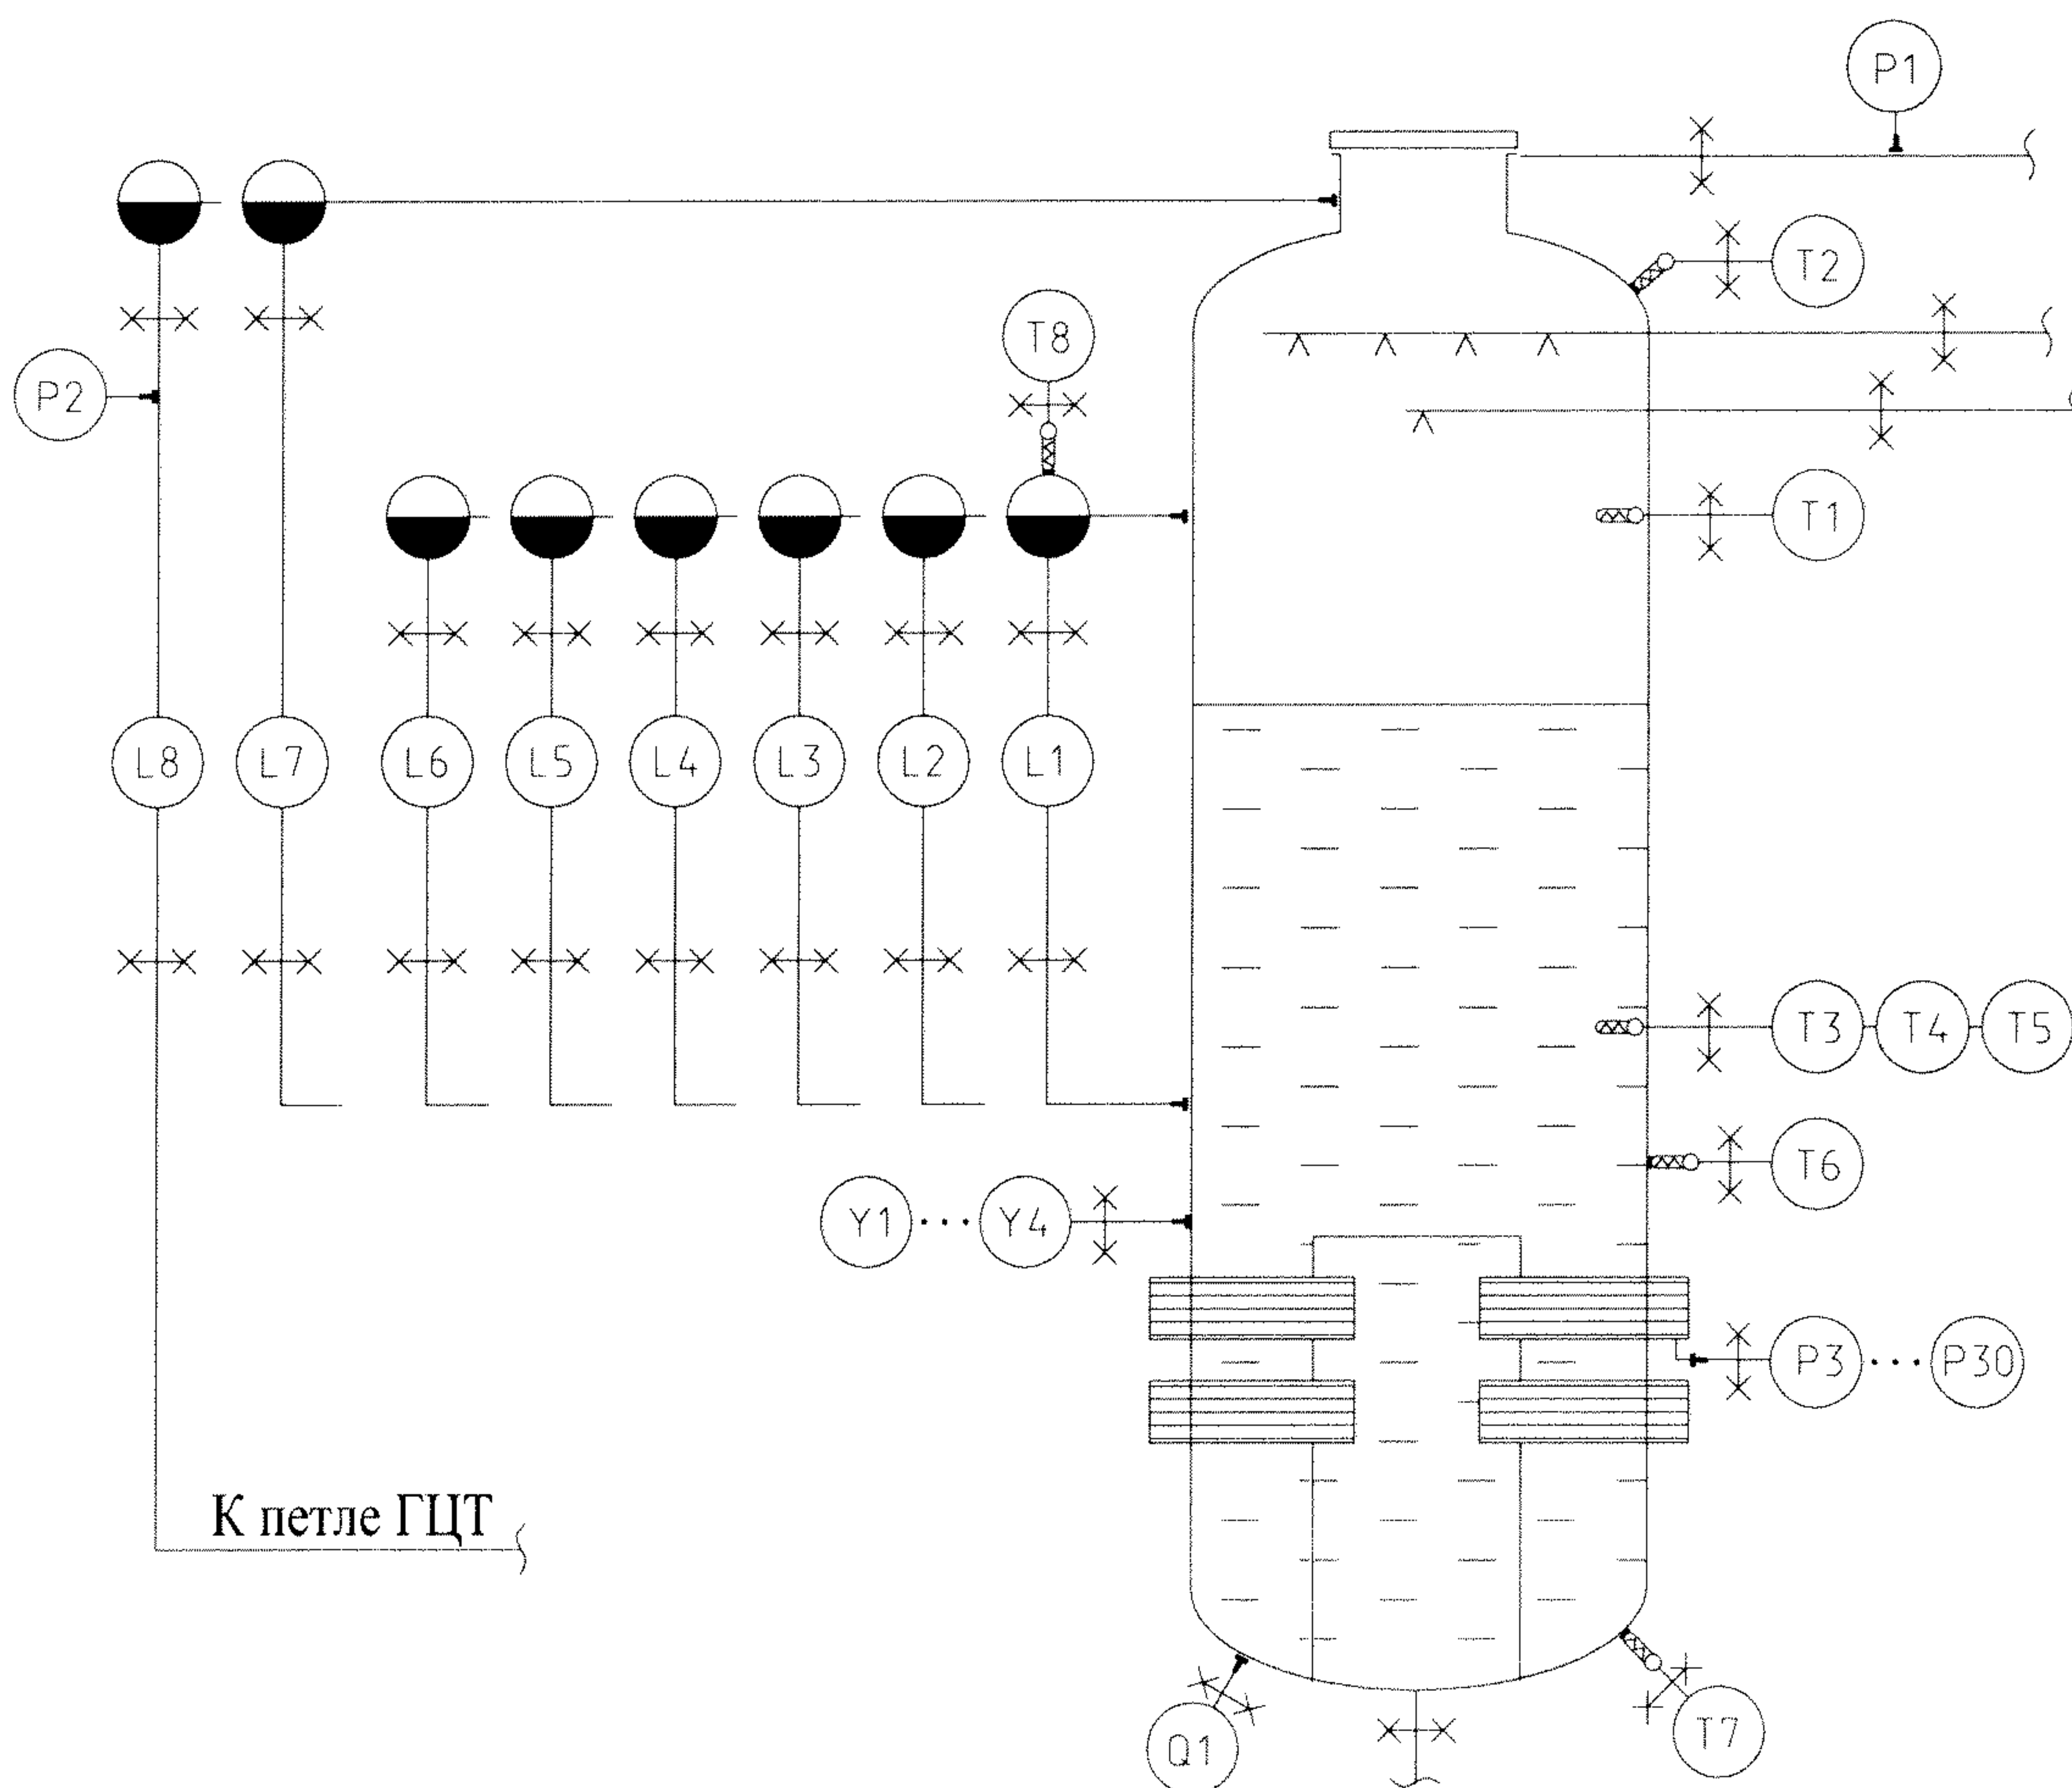 P1
T2
T8
P2
T1
L8 L7 L6 L5 L4 L3 L2 L1
T3 T4 T5
T6
Y1 ... Y4
P3 ... P30
К петле ГЦТ
Q1
T7